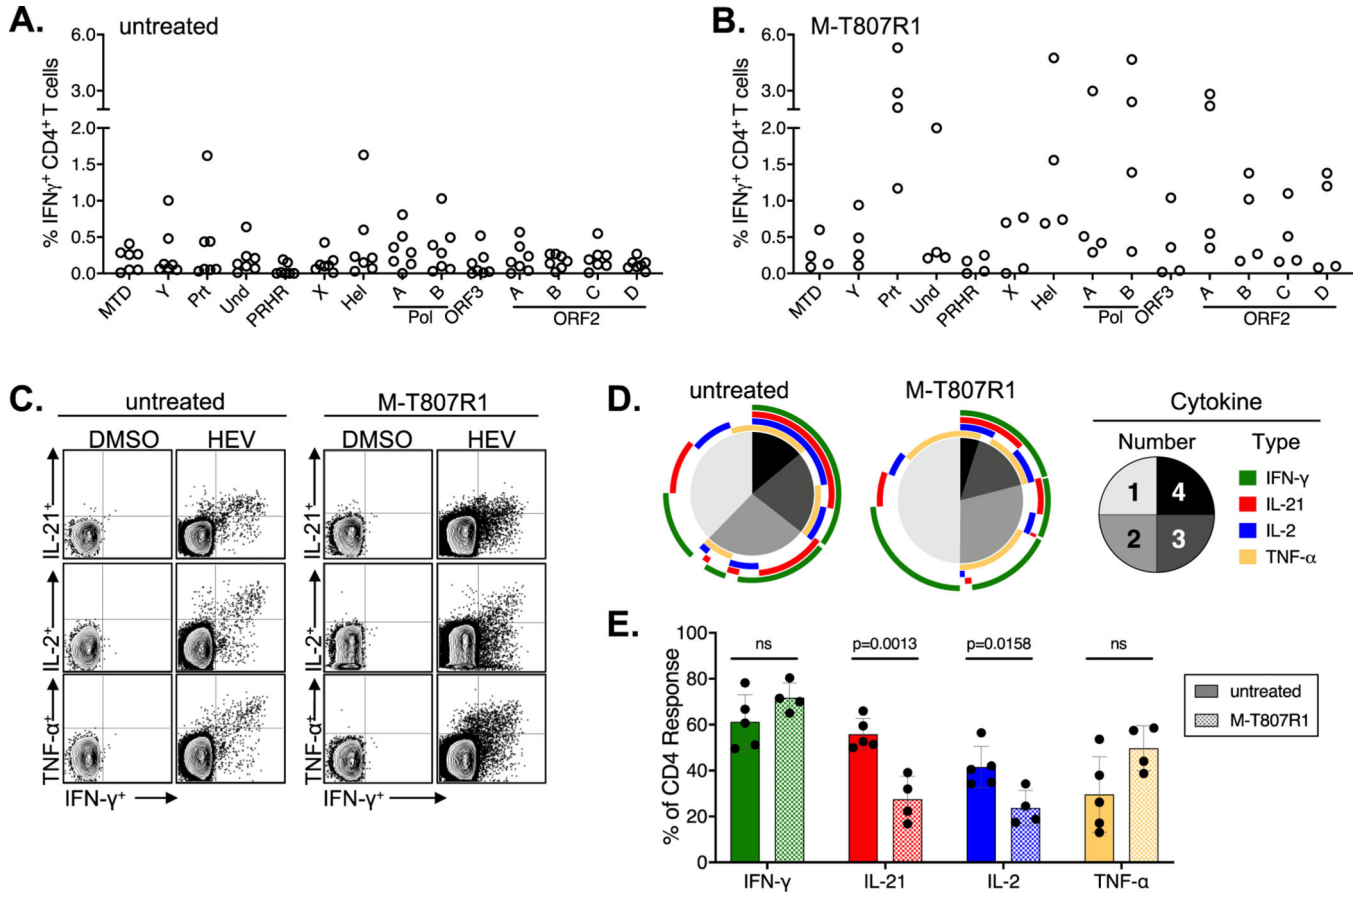 A.
untreated
% IFNγ+ CD4+ T cells
6.0
3.0
2.0
1.5
1.0
0.5
0.0
MTD
Y
Prt
Und
PRHR
X
Hel
A
B
ORF3
A
B
C
D
Pol
ORF2
B.
M-T807R1
% IFNγ+ CD4+ T cells
6.0
3.0
2.0
1.5
1.0
0.5
0.0
MTD
Y
Prt
Und
PRHR
X
Hel
A
B
ORF3
A
B
C
D
Pol
ORF2
C.
untreated
M-T807R1
DMSO
HEV
DMSO
HEV
IL-21+
IL-2+
TNF-α+
IFN-γ+
IL-21+
IL-2+
TNF-α+
IFN-γ+
D.
untreated
M-T807R1
Cytokine
Number
Type
1
4
2
3
IFN-γ
IL-21
IL-2
TNF-α
E.
% of CD4 Response
100
80
60
40
20
0
ns
p=0.0013
p=0.0158
ns
IFN-γ
IL-21
IL-2
TNF-α
untreated
M-T807R1